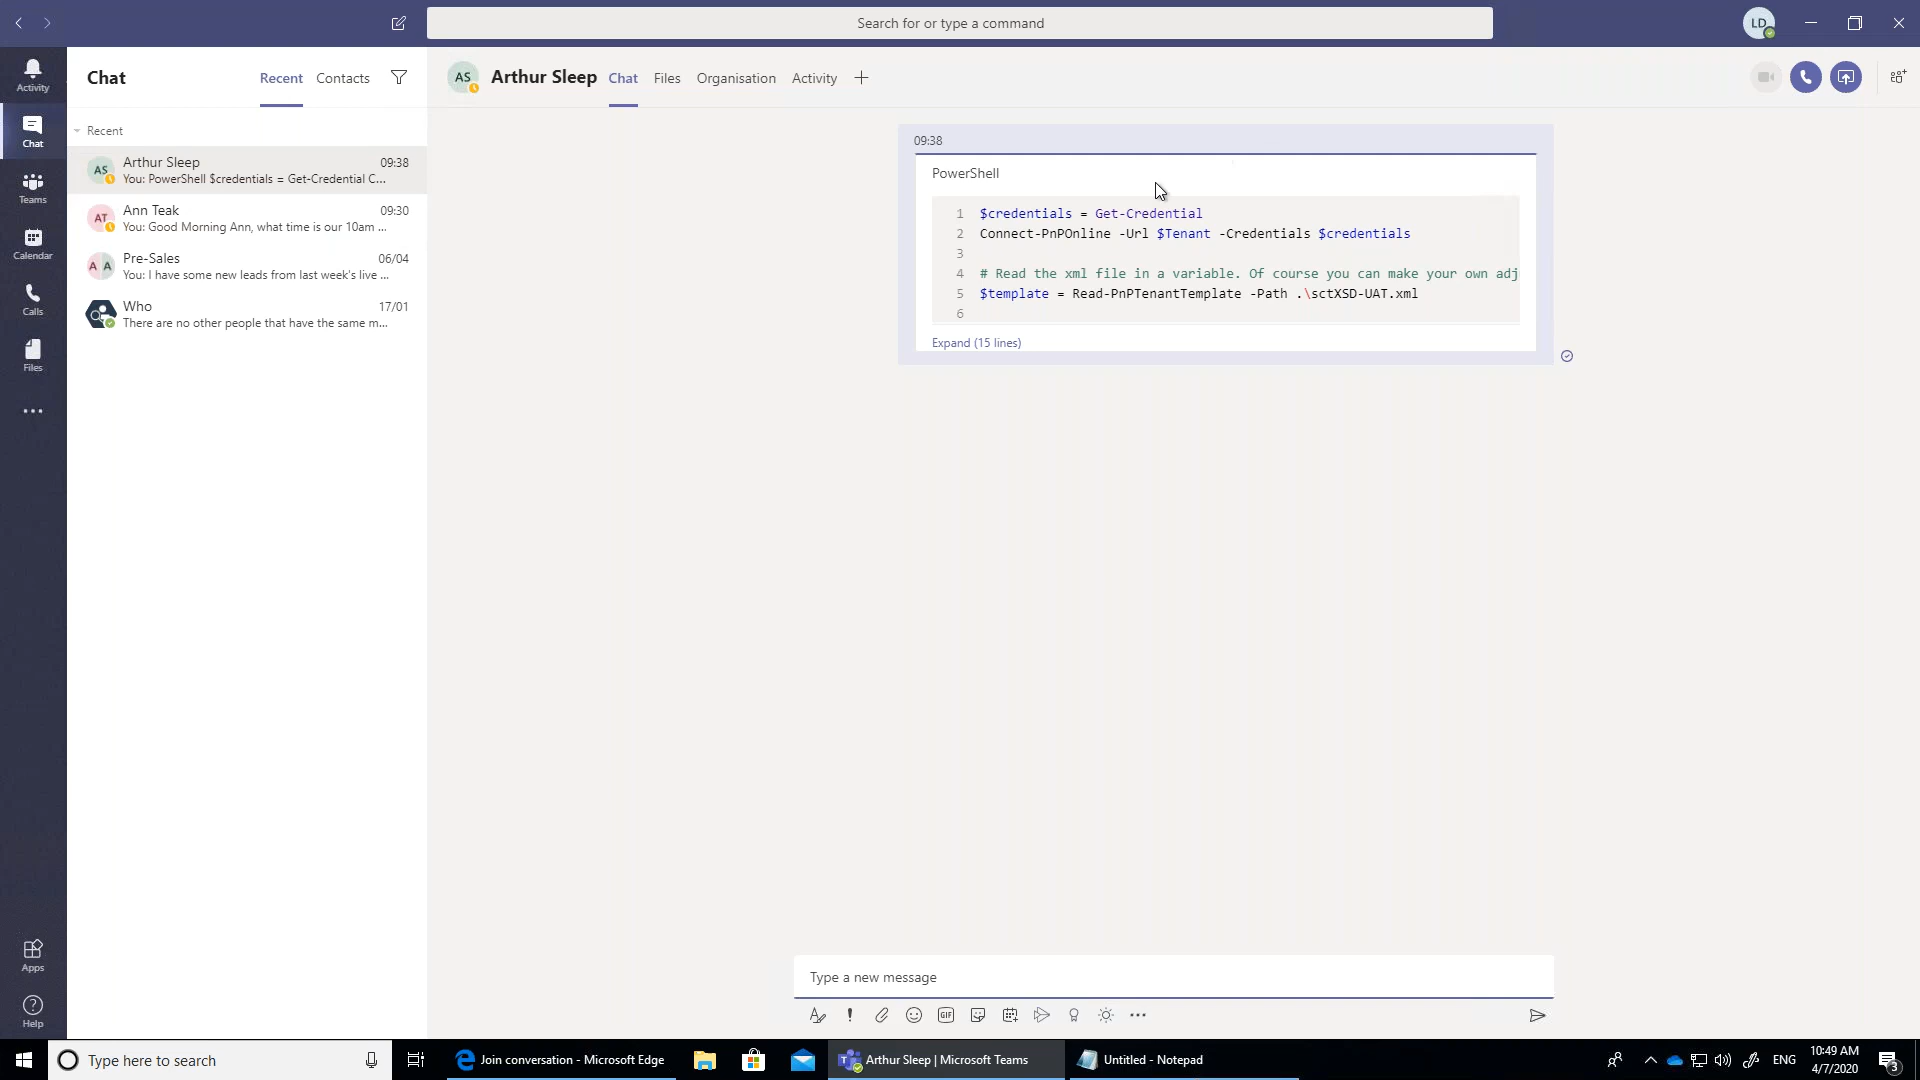 Search for or type a command
LD
Activity
Chat
Teams
Calendar
Calls
Files
Apps
Help
Chat
Recent
Contacts
Recent
AS
Arthur Sleep
09:38
You: PowerShell $credentials = Get-Credential C...
AT
Ann Teak
09:30
You: Good Morning Ann, what time is our 10am ...
A A
Pre-Sales
06/04
You: I have some new leads from last week's live ...
Who
17/01
There are no other people that have the same m...
AS
Arthur Sleep
Chat
Files
Organisation
Activity
09:38
PowerShell
1 $credentials = Get-Credential
2 Connect-PnPOnline -Url $Tenant -Credentials $credentials
3
4 # Read the xml file in a variable. Of course you can make your own adj
5 $template = Read-PnPTenantTemplate -Path .\sctXSD-UAT.xml
6
Expand (15 lines)
Type a new message
GIF
Type here to search
Join conversation - Microsoft Edge
Arthur Sleep | Microsoft Teams
Untitled - Notepad
ENG
10:49 AM
4/7/2020
3